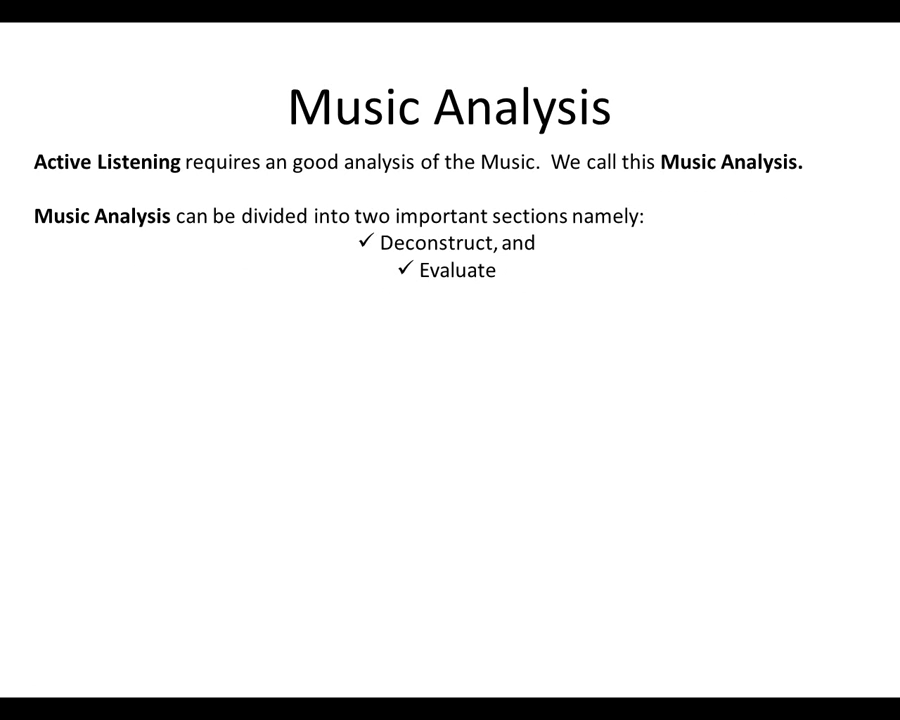 Music Analysis
Active Listening requires an good analysis of the Music.  We call this Music Analysis.
Music Analysis can be divided into two important sections namely:
✓ Deconstruct, and
✓ Evaluate